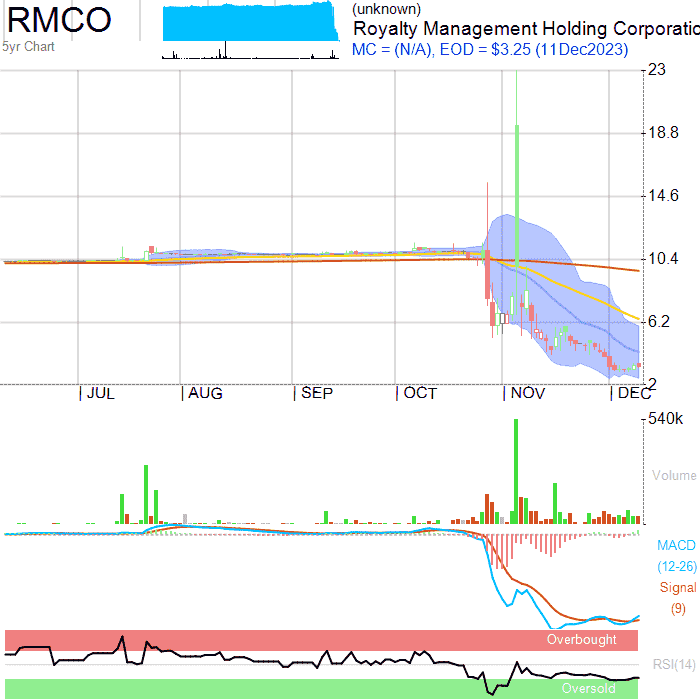 RMCO
5yr Chart
(unknown)
Royalty Management Holding Corporatio
MC = (N/A), EOD = $3.25 (11Dec2023)
23
18.8
14.6
10.4
6.2
2
JUL AUG SEP OCT NOV DEC
540k
Volume
MACD
(12-26)
Signal
(9)
Overbought
RSI(14)
Oversold